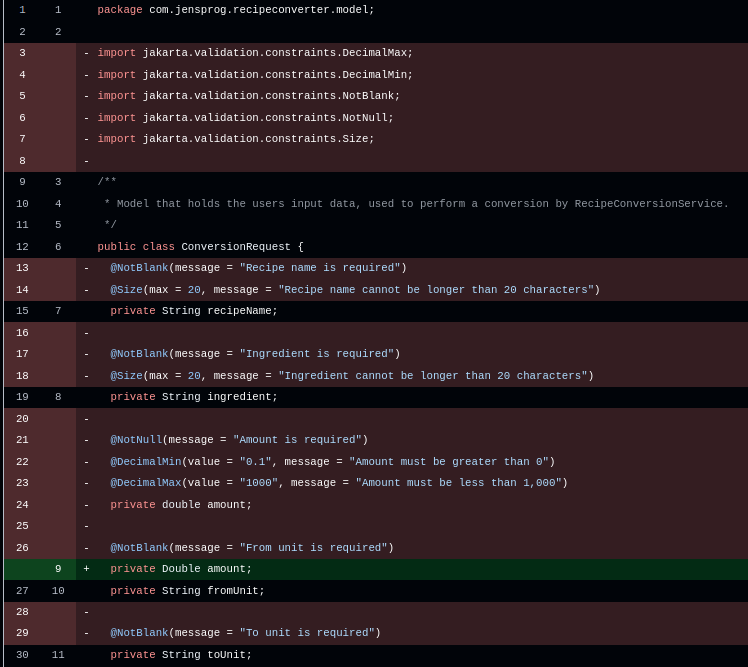 1 1 package com.jensprog.recipeconverter.model;
2 2
3 - import jakarta.validation.constraints.DecimalMax;
4 - import jakarta.validation.constraints.DecimalMin;
5 - import jakarta.validation.constraints.NotBlank;
6 - import jakarta.validation.constraints.NotNull;
7 - import jakarta.validation.constraints.Size;
8 -
9 3 /**
10 4 * Model that holds the users input data, used to perform a conversion by RecipeConversionService.
11 5 */
12 6 public class ConversionRequest {
13 - @NotBlank(message = "Recipe name is required")
14 - @Size(max = 20, message = "Recipe name cannot be longer than 20 characters")
15 7 private String recipeName;
16 -
17 - @NotBlank(message = "Ingredient is required")
18 - @Size(max = 20, message = "Ingredient cannot be longer than 20 characters")
19 8 private String ingredient;
20 -
21 - @NotNull(message = "Amount is required")
22 - @DecimalMin(value = "0.1", message = "Amount must be greater than 0")
23 - @DecimalMax(value = "1000", message = "Amount must be less than 1,000")
24 - private double amount;
25 -
26 - @NotBlank(message = "From unit is required")
9 + private Double amount;
27 10 private String fromUnit;
28 -
29 - @NotBlank(message = "To unit is required")
30 11 private String toUnit;